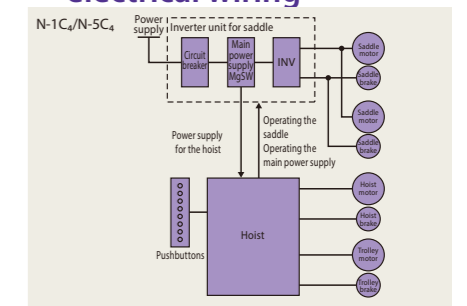 electrical wiring
N-1C₄/N-5C₄
Power
supply
Inverter unit for saddle
Circuit
breaker
Main
power
supply
MgSW
INV
Saddle
motor
Saddle
brake
Saddle
motor
Saddle
brake
Power supply
for the hoist
Operating the
saddle
Operating the
main power supply
Pushbuttons
Hoist
Hoist
motor
Hoist
brake
Trolley
motor
Trolley
brake